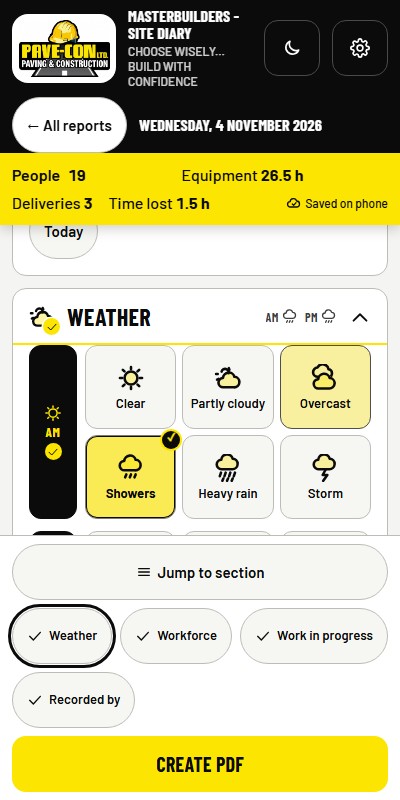 PAVE-CON LTD.
PAVING & CONSTRUCTION
MASTERBUILDERS -
SITE DIARY
CHOOSE WISELY...
BUILD WITH
CONFIDENCE
← All reports
WEDNESDAY, 4 NOVEMBER 2026
People 19
Equipment 26.5 h
Deliveries 3
Time lost 1.5 h
Saved on phone
Today
WEATHER
AM
PM
AM
Clear
Partly cloudy
Overcast
Showers
Heavy rain
Storm
Jump to section
Weather
Workforce
Work in progress
Recorded by
CREATE PDF